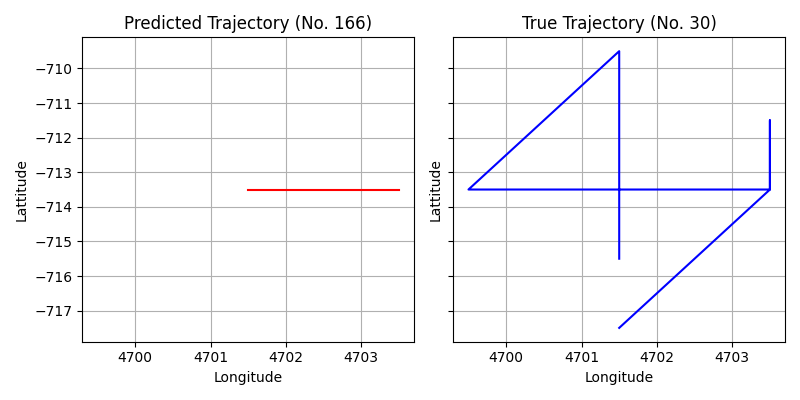 Predicted Trajectory (No. 166)
Lattitude
−710
−711
−712
−713
−714
−715
−716
−717
4700 4701 4702 4703
Longitude
True Trajectory (No. 30)
Lattitude
4700 4701 4702 4703
Longitude